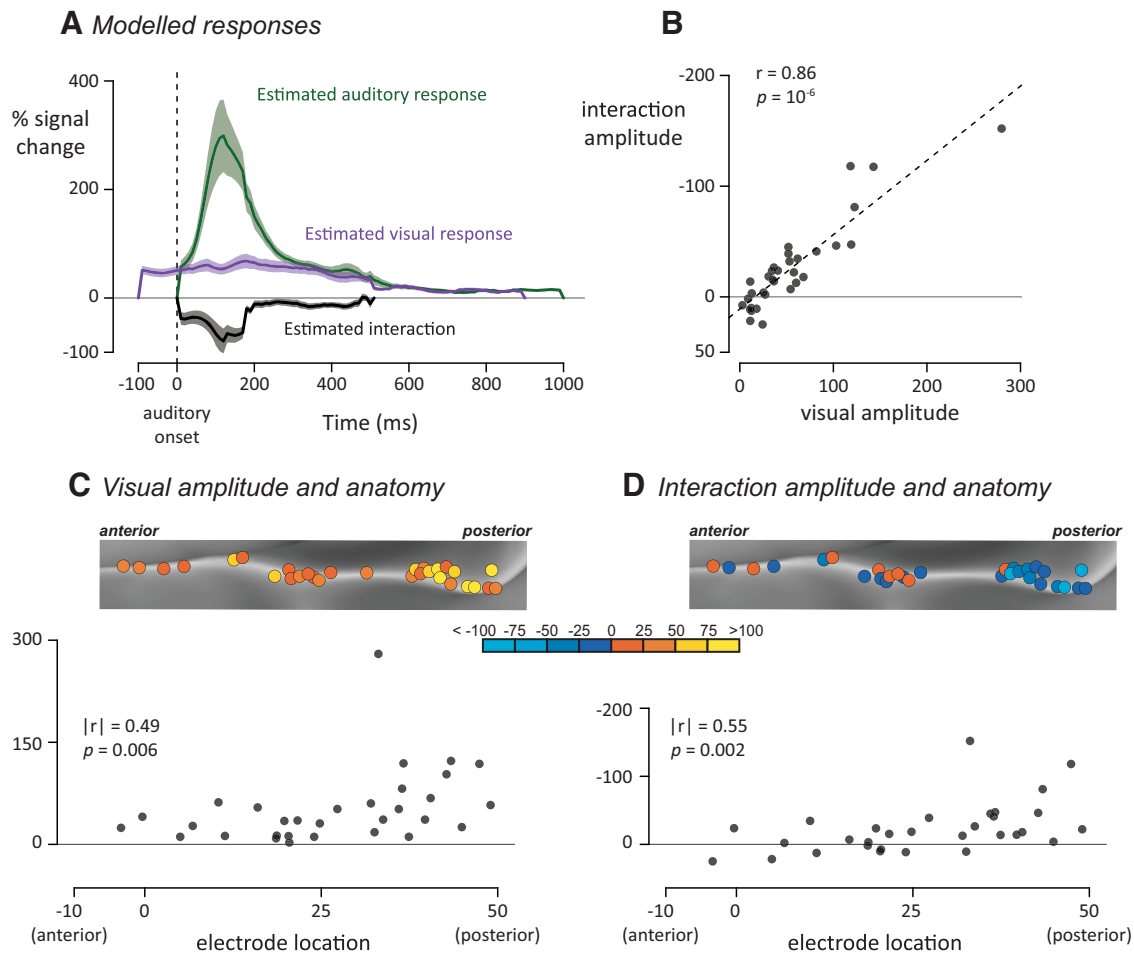 A Modelled responses
400
200
0
-100
% signal
change
Estimated auditory response
Estimated visual response
Estimated interaction
-100 0 200 400 600 800 1000
auditory
onset
Time (ms)
B
-200
-100
0
50
interaction
amplitude
r = 0.86
p = 10-6
0 100 200 300
visual amplitude
C Visual amplitude and anatomy
anterior posterior
D Interaction amplitude and anatomy
anterior posterior
< -100 -75 -50 -25 0 25 50 75 >100
300
150
0
|r| = 0.49
p = 0.006
-10 0 25 50
(anterior) electrode location (posterior)
-200
-100
0
|r| = 0.55
p = 0.002
-10 0 25 50
(anterior) electrode location (posterior)